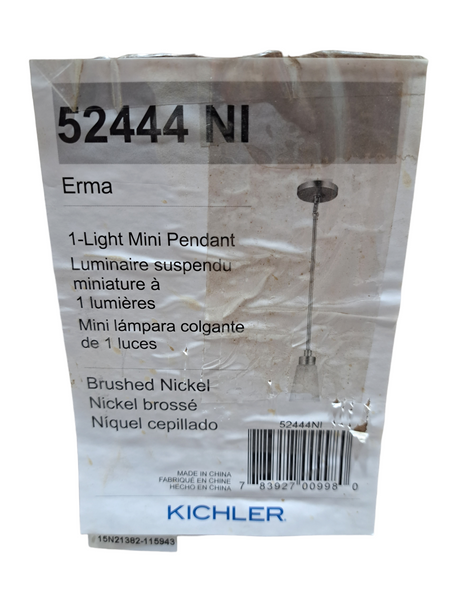 52444 NI
Erma
1-Light Mini Pendant
Luminaire suspendu
miniature à
1 lumières
Mini lámpara colgante
de 1 luces
Brushed Nickel
Nickel brossé
Níquel cepillado
52444NI
MADE IN CHINA
FABRIQUÉ EN CHINE
HECHO EN CHINA
7 83927 00998 0
KICHLER
15N21382-115943